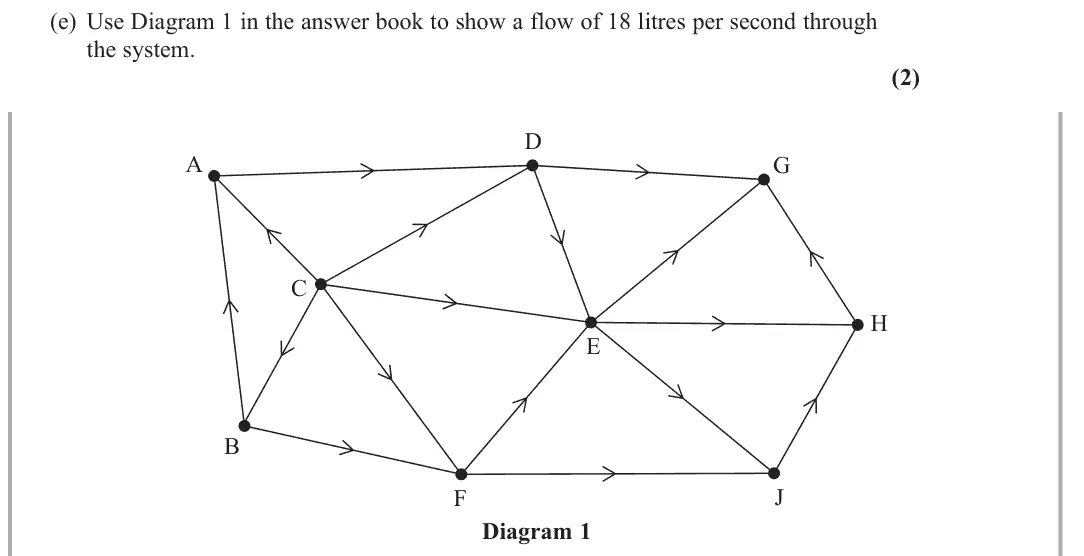 (e) Use Diagram 1 in the answer book to show a flow of 18 litres per second through
the system.
(2)
D
A
G
C
H
E
B
F
J
Diagram 1